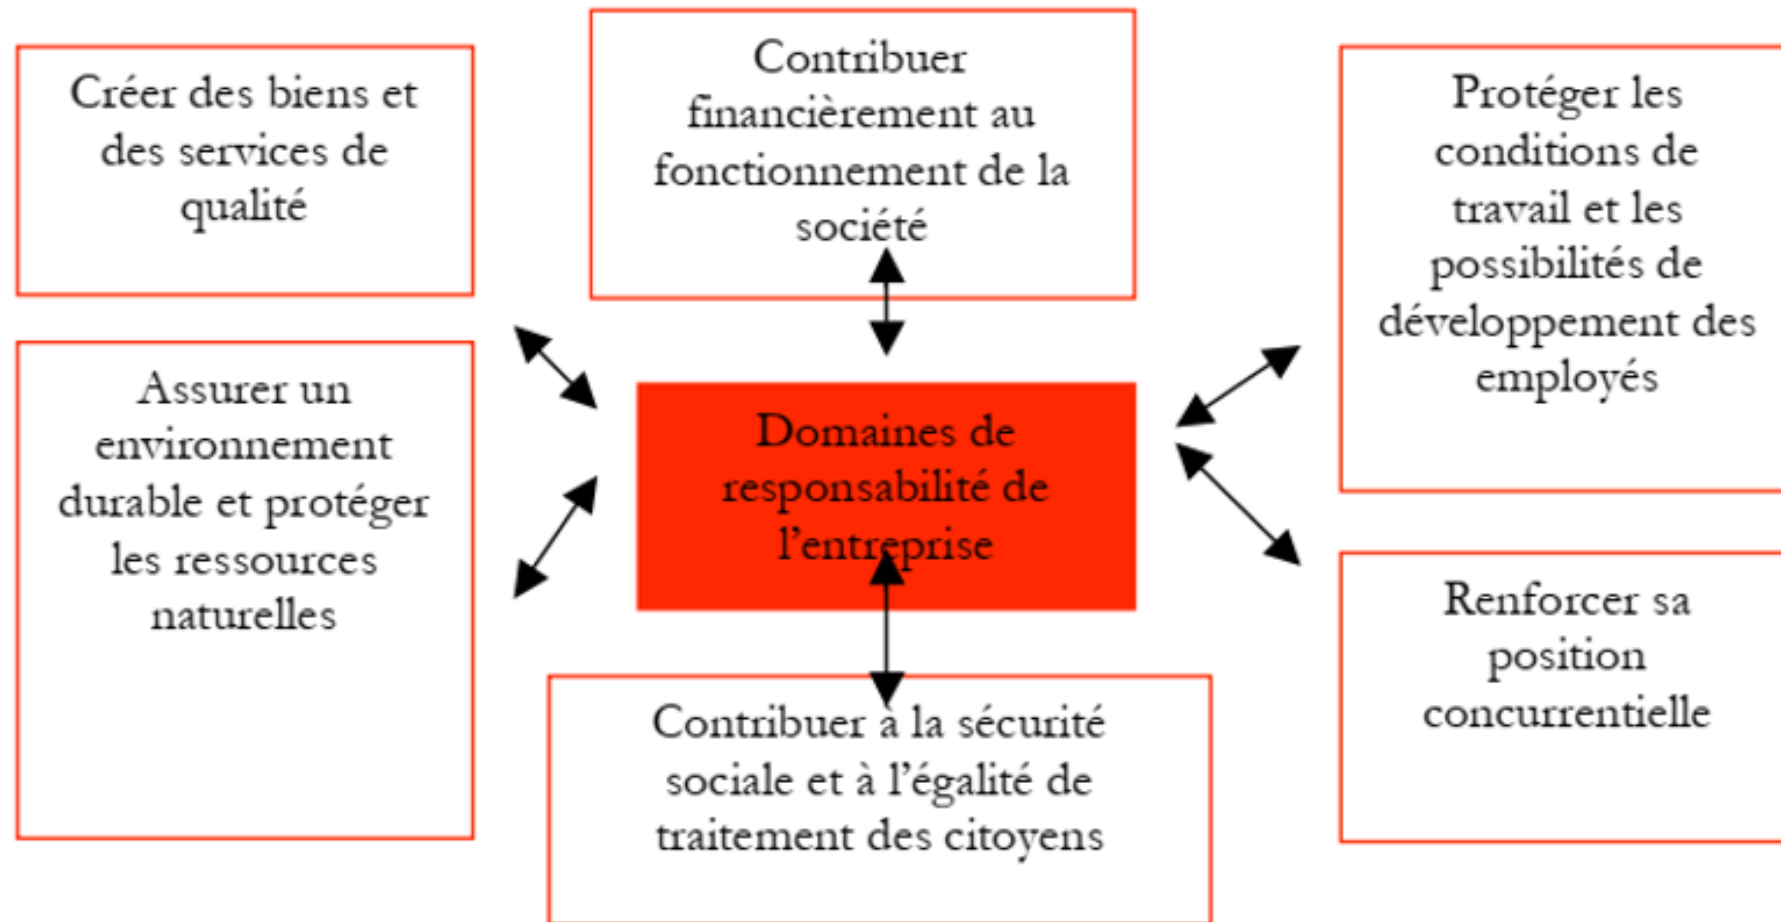 Créer des biens et
des services de
qualité
Contribuer
financièrement au
fonctionnement de la
société
Protéger les
conditions de
travail et les
possibilités de
développement des
employés
Assurer un
environnement
durable et protéger
les ressources
naturelles
Domaines de
responsabilité de
l’entreprise
Renforcer sa
position
concurrentielle
Contribuer à la sécurité
sociale et à l’égalité de
traitement des citoyens